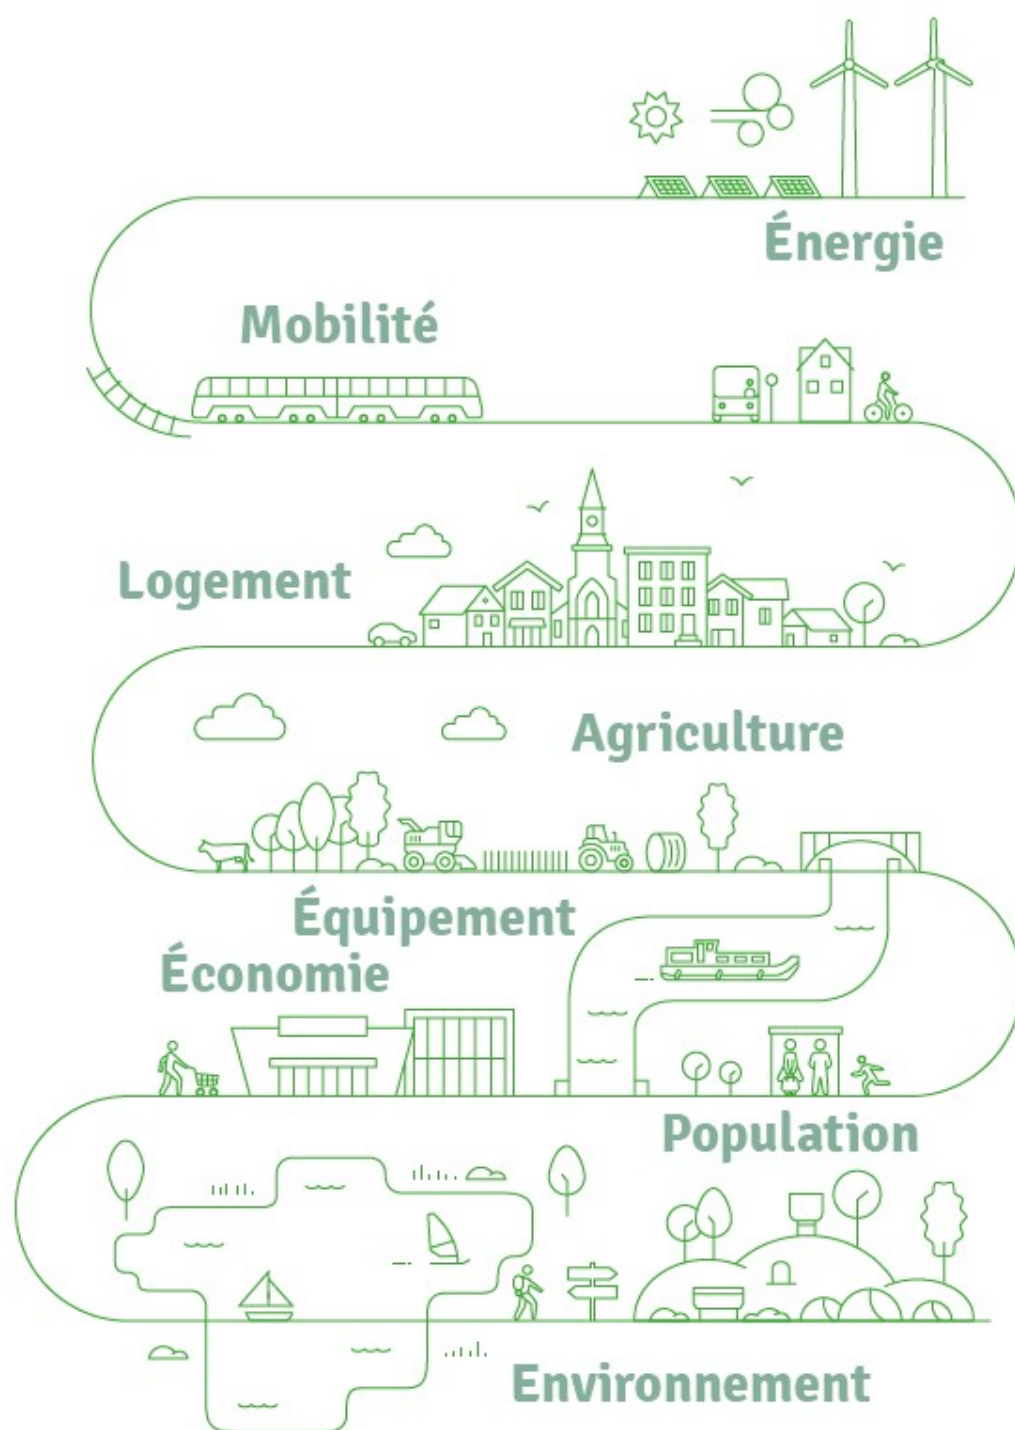 Énergie
Mobilité
Logement
Agriculture
Équipement
Économie
Population
Environnement